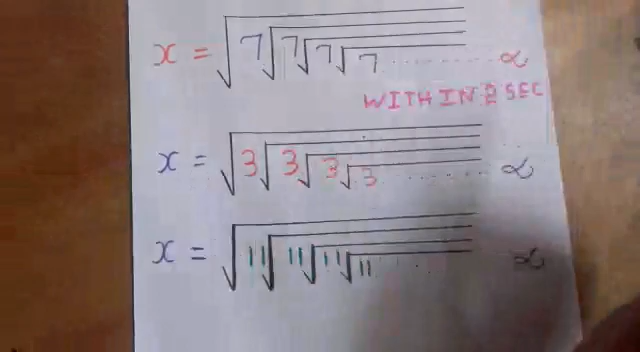 x = √7√7√7√7 ........ α
WITH IN 2 SEC
x = √3√3√3√3 ........ α
x = √11√11√11√11 ........ α